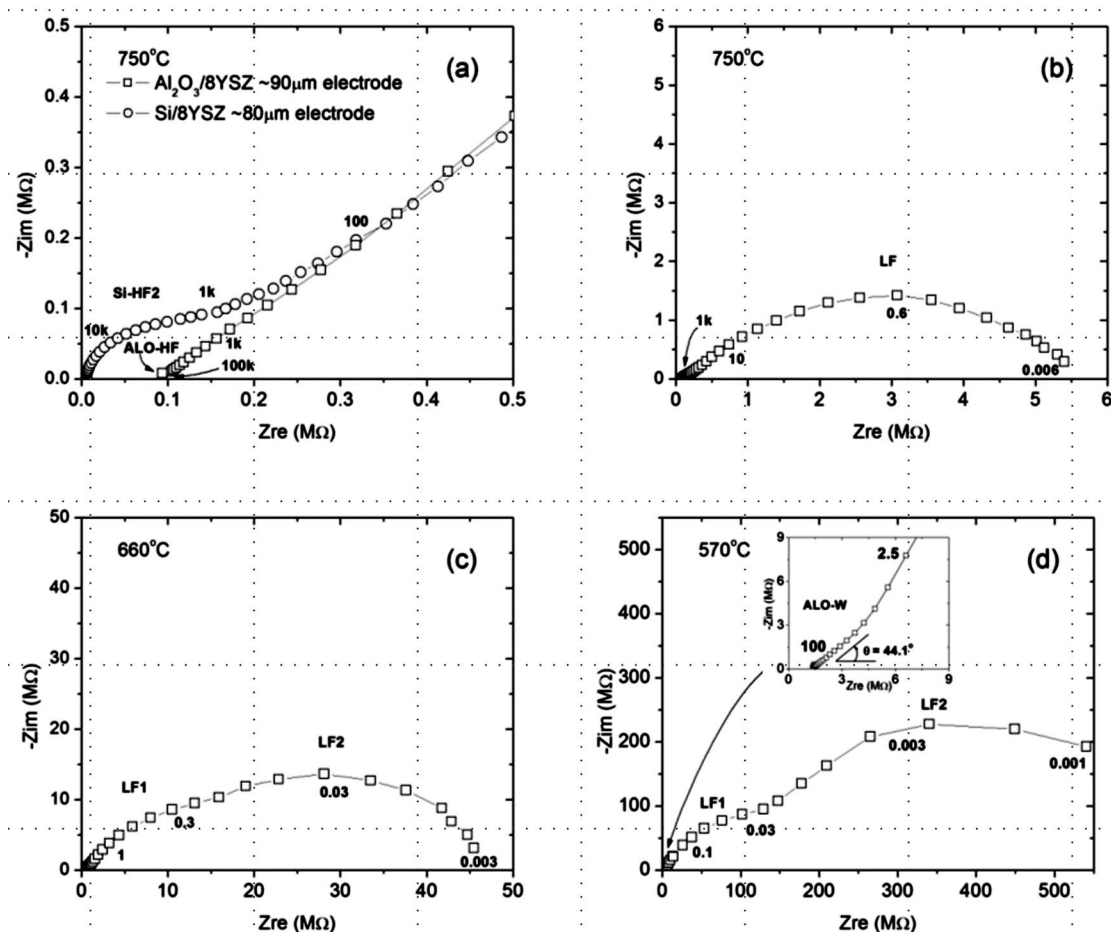 0.5
0.4
0.3
0.2
0.1
0.0
-Zim (MΩ)
750°C
(a)
Al₂O₃/8YSZ ~90μm electrode
Si/8YSZ ~80μm electrode
100
Si-HF2
1k
10k
ALO-HF
1k
100k
0.0 0.1 0.2 0.3 0.4 0.5
Zre (MΩ)
6
5
4
3
2
1
0
-Zim (MΩ)
750°C
(b)
LF
0.6
1k
10
0.006
0 1 2 3 4 5 6
Zre (MΩ)
50
40
30
20
10
0
-Zim (MΩ)
660°C
(c)
LF2
LF1
0.03
0.3
1
0.003
0 10 20 30 40 50
Zre (MΩ)
500
400
300
200
100
0
-Zim (MΩ)
570°C
(d)
9
6
3
0
-Zim (MΩ)
2.5
ALO-W
100
θ = 44.1°
0 3 6 9
Zre (MΩ)
LF2
0.003
0.001
LF1
0.03
0.1
0 100 200 300 400 500
Zre (MΩ)